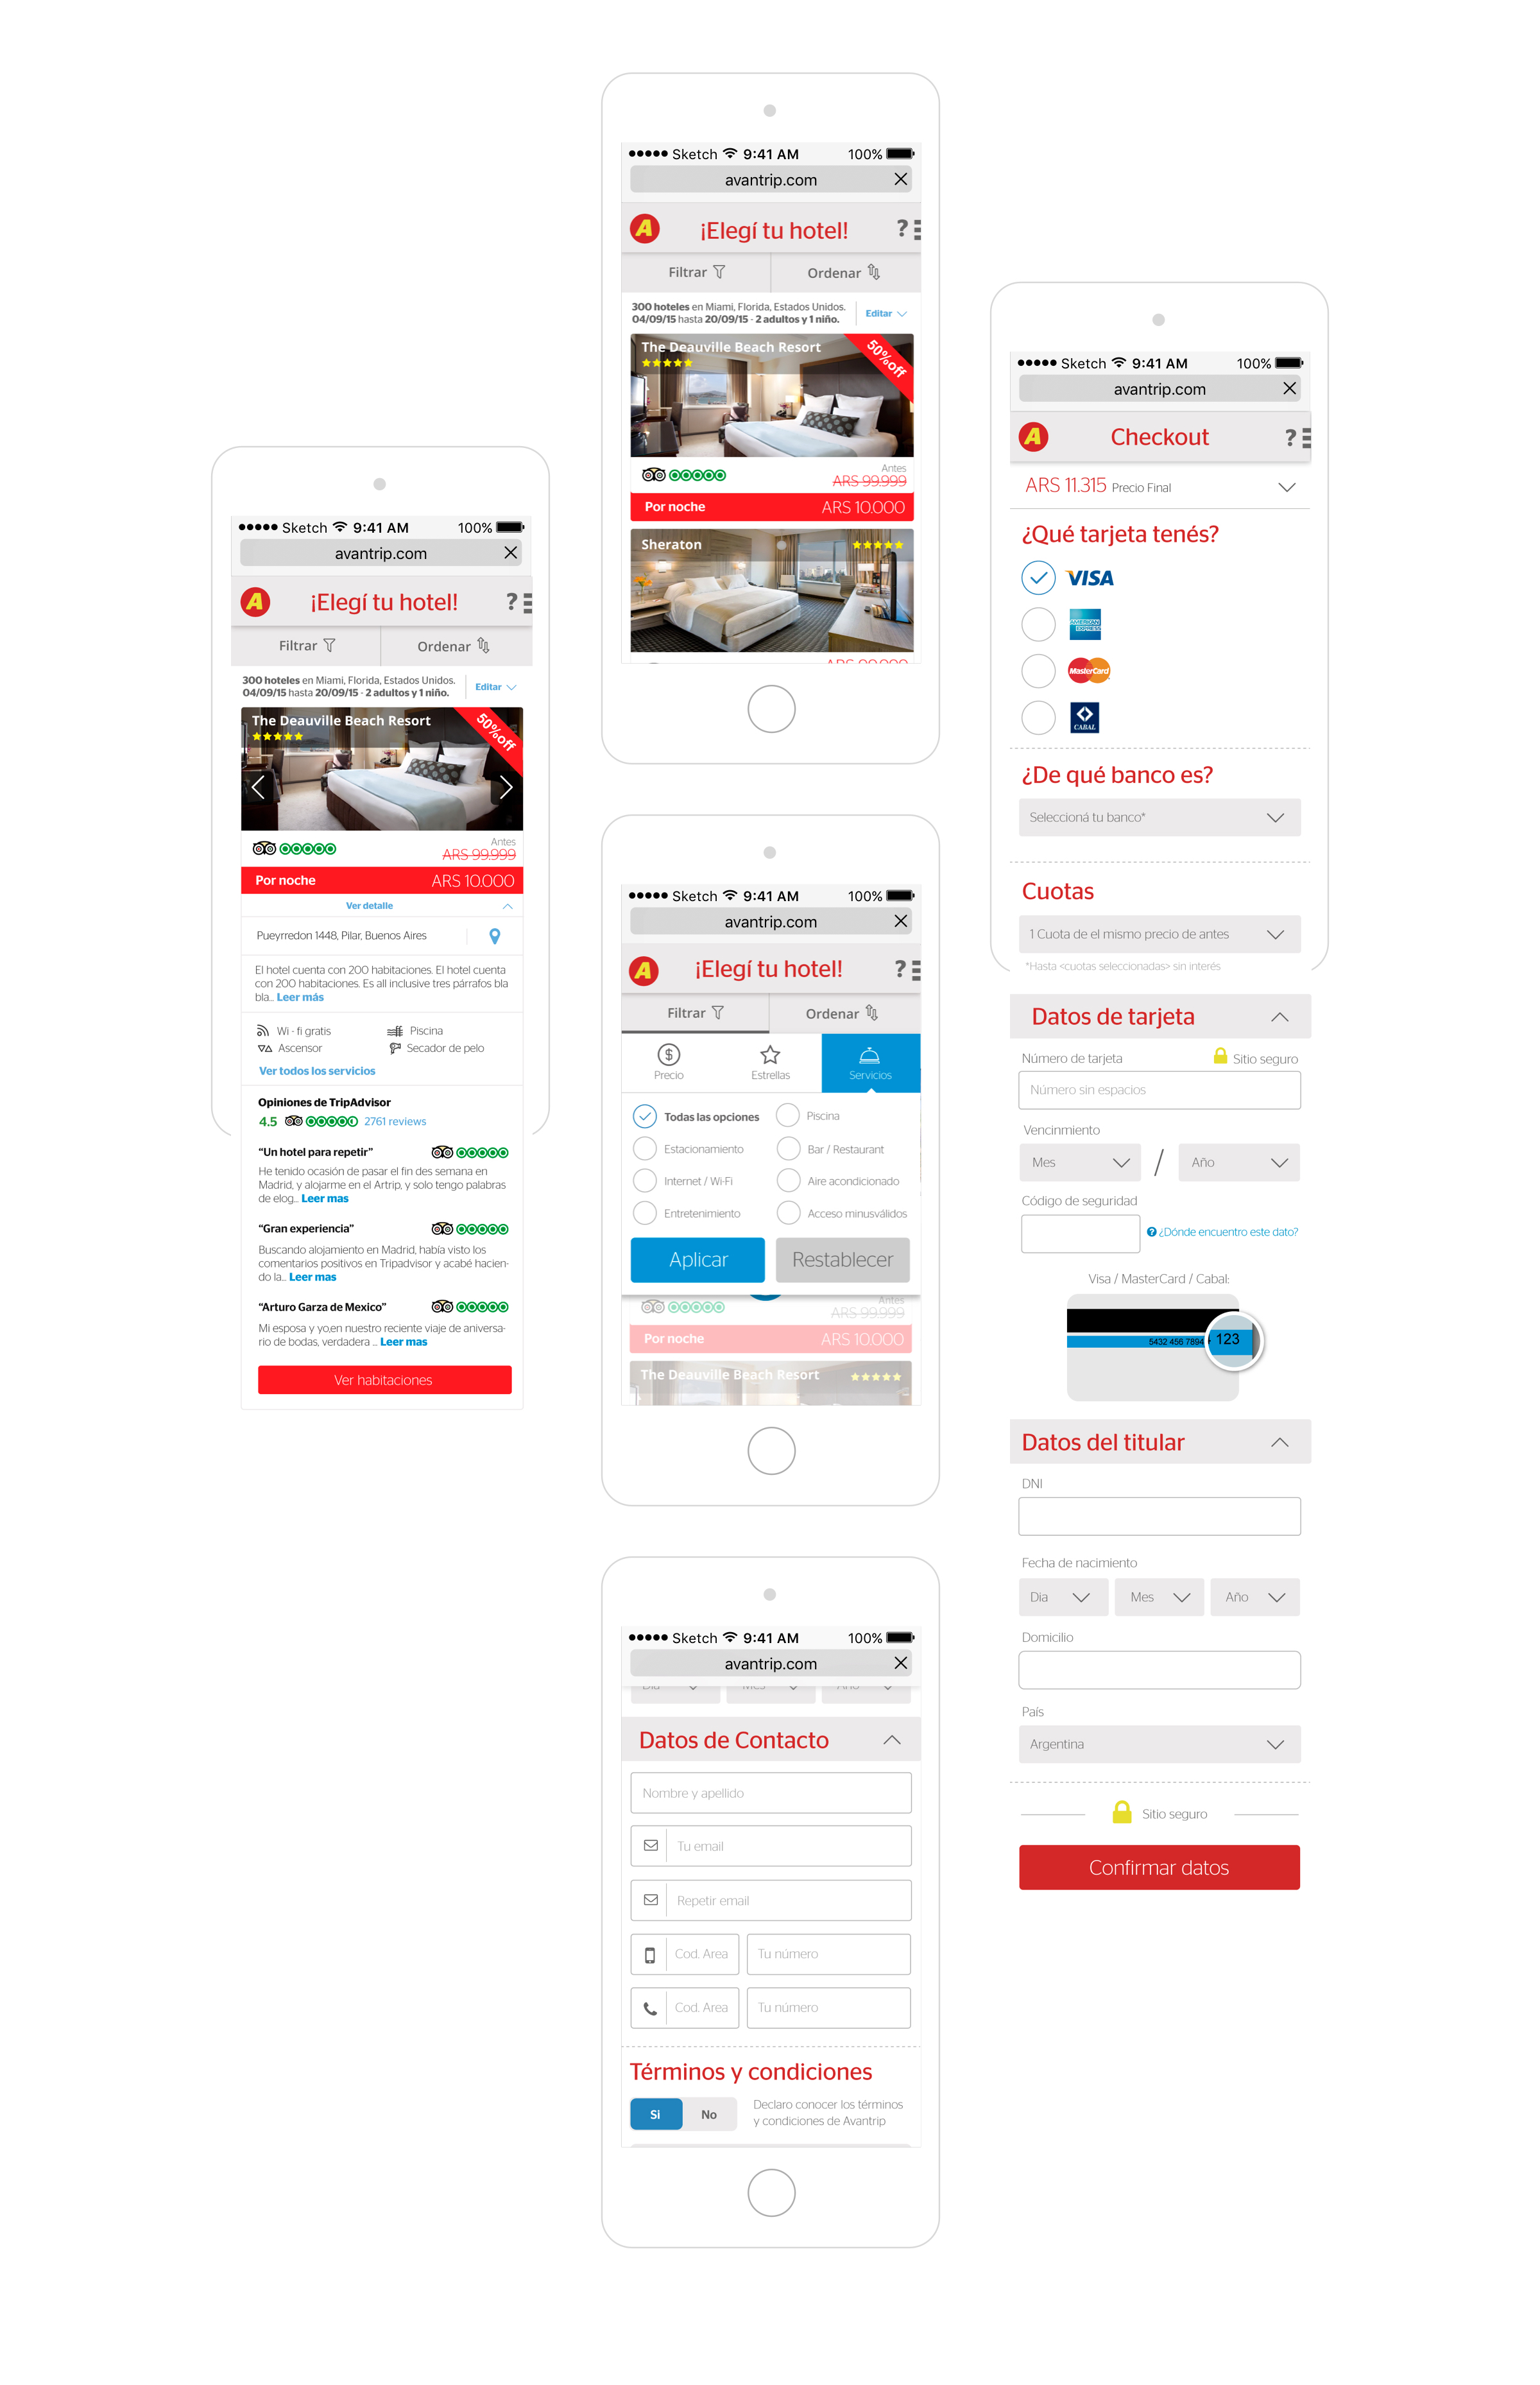 Sketch 9:41 AM 100%
avantrip.com
A ¡Elegí tu hotel! ?
Filtrar Ordenar
300 hoteles en Miami, Florida, Estados Unidos.
04/09/15 hasta 20/09/15 - 2 adultos y 1 niño.
Editar
The Deauville Beach Resort
50%off
Antes
ARS 99.999
Por noche ARS 10.000
Ver detalle
Pueyrredon 1448, Pilar, Buenos Aires
El hotel cuenta con 200 habitaciones. El hotel cuenta
con 200 habitaciones. Es all inclusive tres párrafos bla
bla... Leer más
Wi - fi gratis Piscina
Ascensor Secador de pelo
Ver todos los servicios
Opiniones de TripAdvisor
4.5 2761 reviews
“Un hotel para repetir”
He tenido ocasión de pasar el fin des semana en
Madrid, y alojarme en el Artrip, y solo tengo palabras
de elog... Leer mas
“Gran experiencia”
Buscando alojamiento en Madrid, había visto los
comentarios positivos en Tripadvisor y acabé hacien-
do la... Leer mas
“Arturo Garza de Mexico”
Mi esposa y yo,en nuestro reciente viaje de aniversa-
rio de bodas, verdadera ... Leer mas
Ver habitaciones
Sketch 9:41 AM 100%
avantrip.com
A ¡Elegí tu hotel! ?
Filtrar Ordenar
300 hoteles en Miami, Florida, Estados Unidos.
04/09/15 hasta 20/09/15 - 2 adultos y 1 niño.
Editar
The Deauville Beach Resort
50%off
Antes
ARS 99.999
Por noche ARS 10.000
Sheraton
ARS 99.999
Sketch 9:41 AM 100%
avantrip.com
A ¡Elegí tu hotel! ?
Filtrar Ordenar
Precio Estrellas Servicios
Todas las opciones Piscina
Estacionamiento Bar / Restaurant
Internet / Wi-Fi Aire acondicionado
Entretenimiento Acceso minusválidos
Aplicar Restablecer
Antes
ARS 99.999
Por noche ARS 10.000
The Deauville Beach Resort
Sketch 9:41 AM 100%
avantrip.com
Dia Mes Año
Datos de Contacto
Nombre y apellido
Tu email
Repetir email
Cod. Area Tu número
Cod. Area Tu número
Términos y condiciones
Si No
Declaro conocer los términos
y condiciones de Avantrip
Sketch 9:41 AM 100%
avantrip.com
A Checkout ?
ARS 11.315 Precio Final
¿Qué tarjeta tenés?
VISA
AMERICAN
EXPRESS
MasterCard
CABAL
¿De qué banco es?
Seleccioná tu banco*
Cuotas
1 Cuota de el mismo precio de antes
*Hasta <cuotas seleccionadas> sin interés
Datos de tarjeta
Número de tarjeta Sitio seguro
Número sin espacios
Vencinmiento
Mes / Año
Código de seguridad
? ¿Dónde encuentro este dato?
Visa / MasterCard / Cabal:
5432 456 7894 123
Datos del titular
DNI
Fecha de nacimiento
Dia Mes Año
Domicilio
País
Argentina
Sitio seguro
Confirmar datos